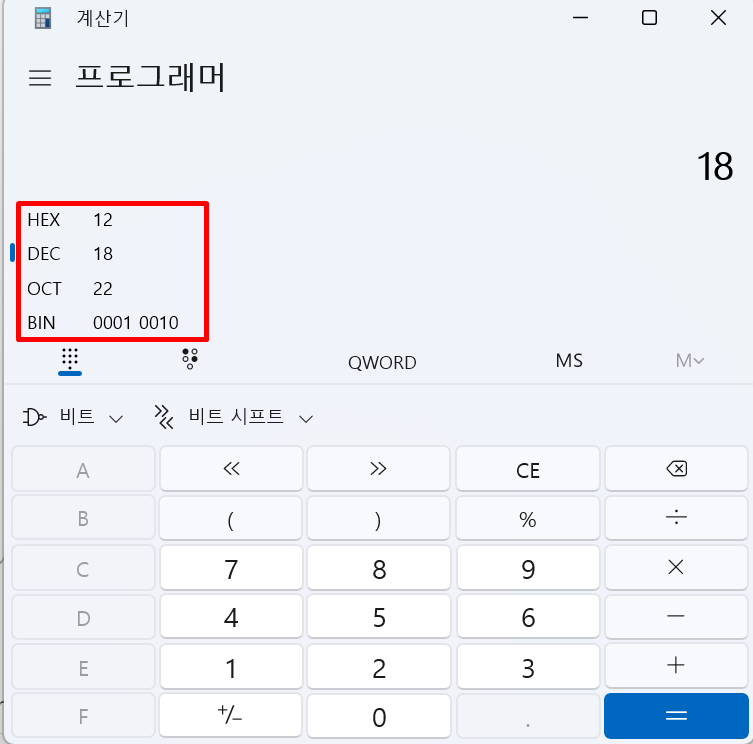 계산기
프로그래머
18
HEX 12
DEC 18
OCT 22
BIN 0001 0010
QWORD MS M
비트 비트 시프트
A « » CE
B ( ) % ÷
C 7 8 9 ×
D 4 5 6 −
E 1 2 3 +
F +/− 0 . =